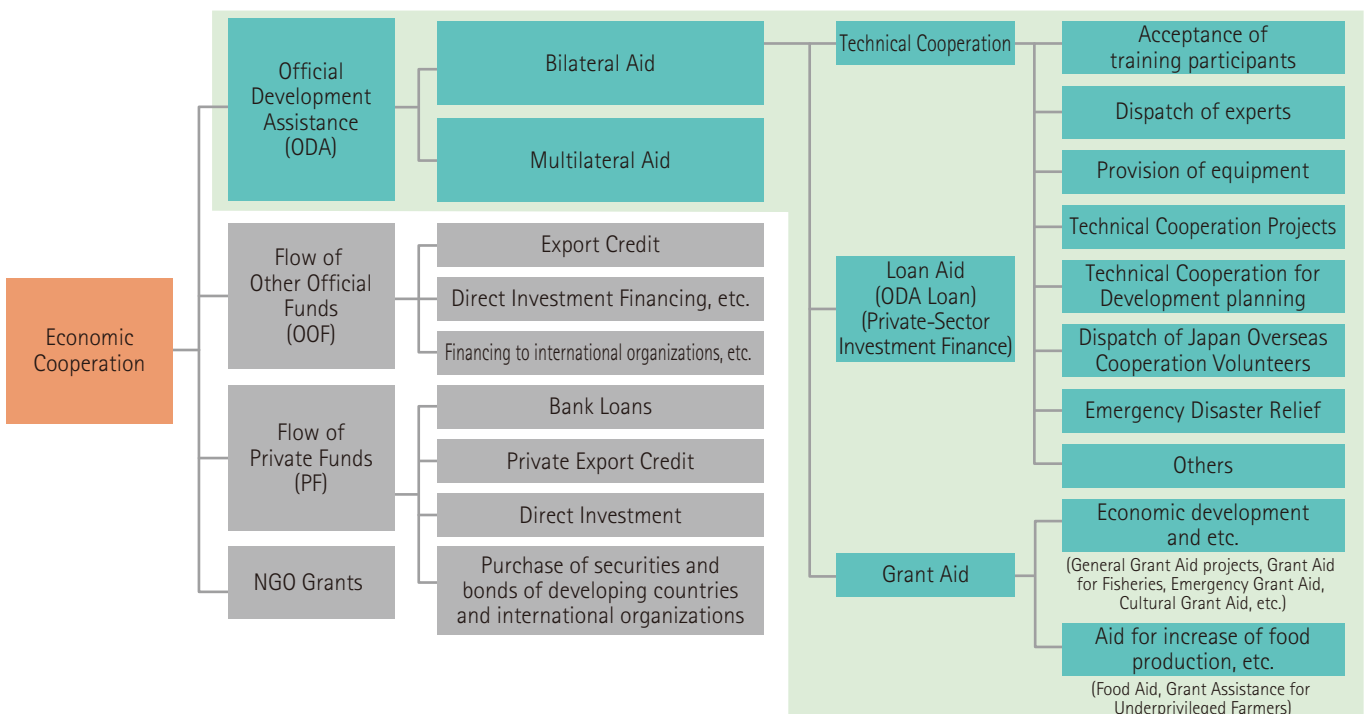 Economic
Cooperation
Official
Development
Assistance
(ODA)
Bilateral Aid
Multilateral Aid
Flow of
Other Official
Funds
(OOF)
Export Credit
Direct Investment Financing, etc.
Financing to international organizations, etc.
Flow of
Private Funds
(PF)
Bank Loans
Private Export Credit
Direct Investment
Purchase of securities and
bonds of developing countries
and international organizations
NGO Grants
Technical Cooperation
Acceptance of
training participants
Dispatch of experts
Provision of equipment
Technical Cooperation Projects
Technical Cooperation for
Development planning
Dispatch of Japan Overseas
Cooperation Volunteers
Emergency Disaster Relief
Others
Loan Aid
(ODA Loan)
(Private-Sector
Investment Finance)
Grant Aid
Economic development
and etc.
(General Grant Aid projects, Grant Aid
for Fisheries, Emergency Grant Aid,
Cultural Grant Aid, etc.)
Aid for increase of food
production, etc.
(Food Aid, Grant Assistance for
Underprivileged Farmers)